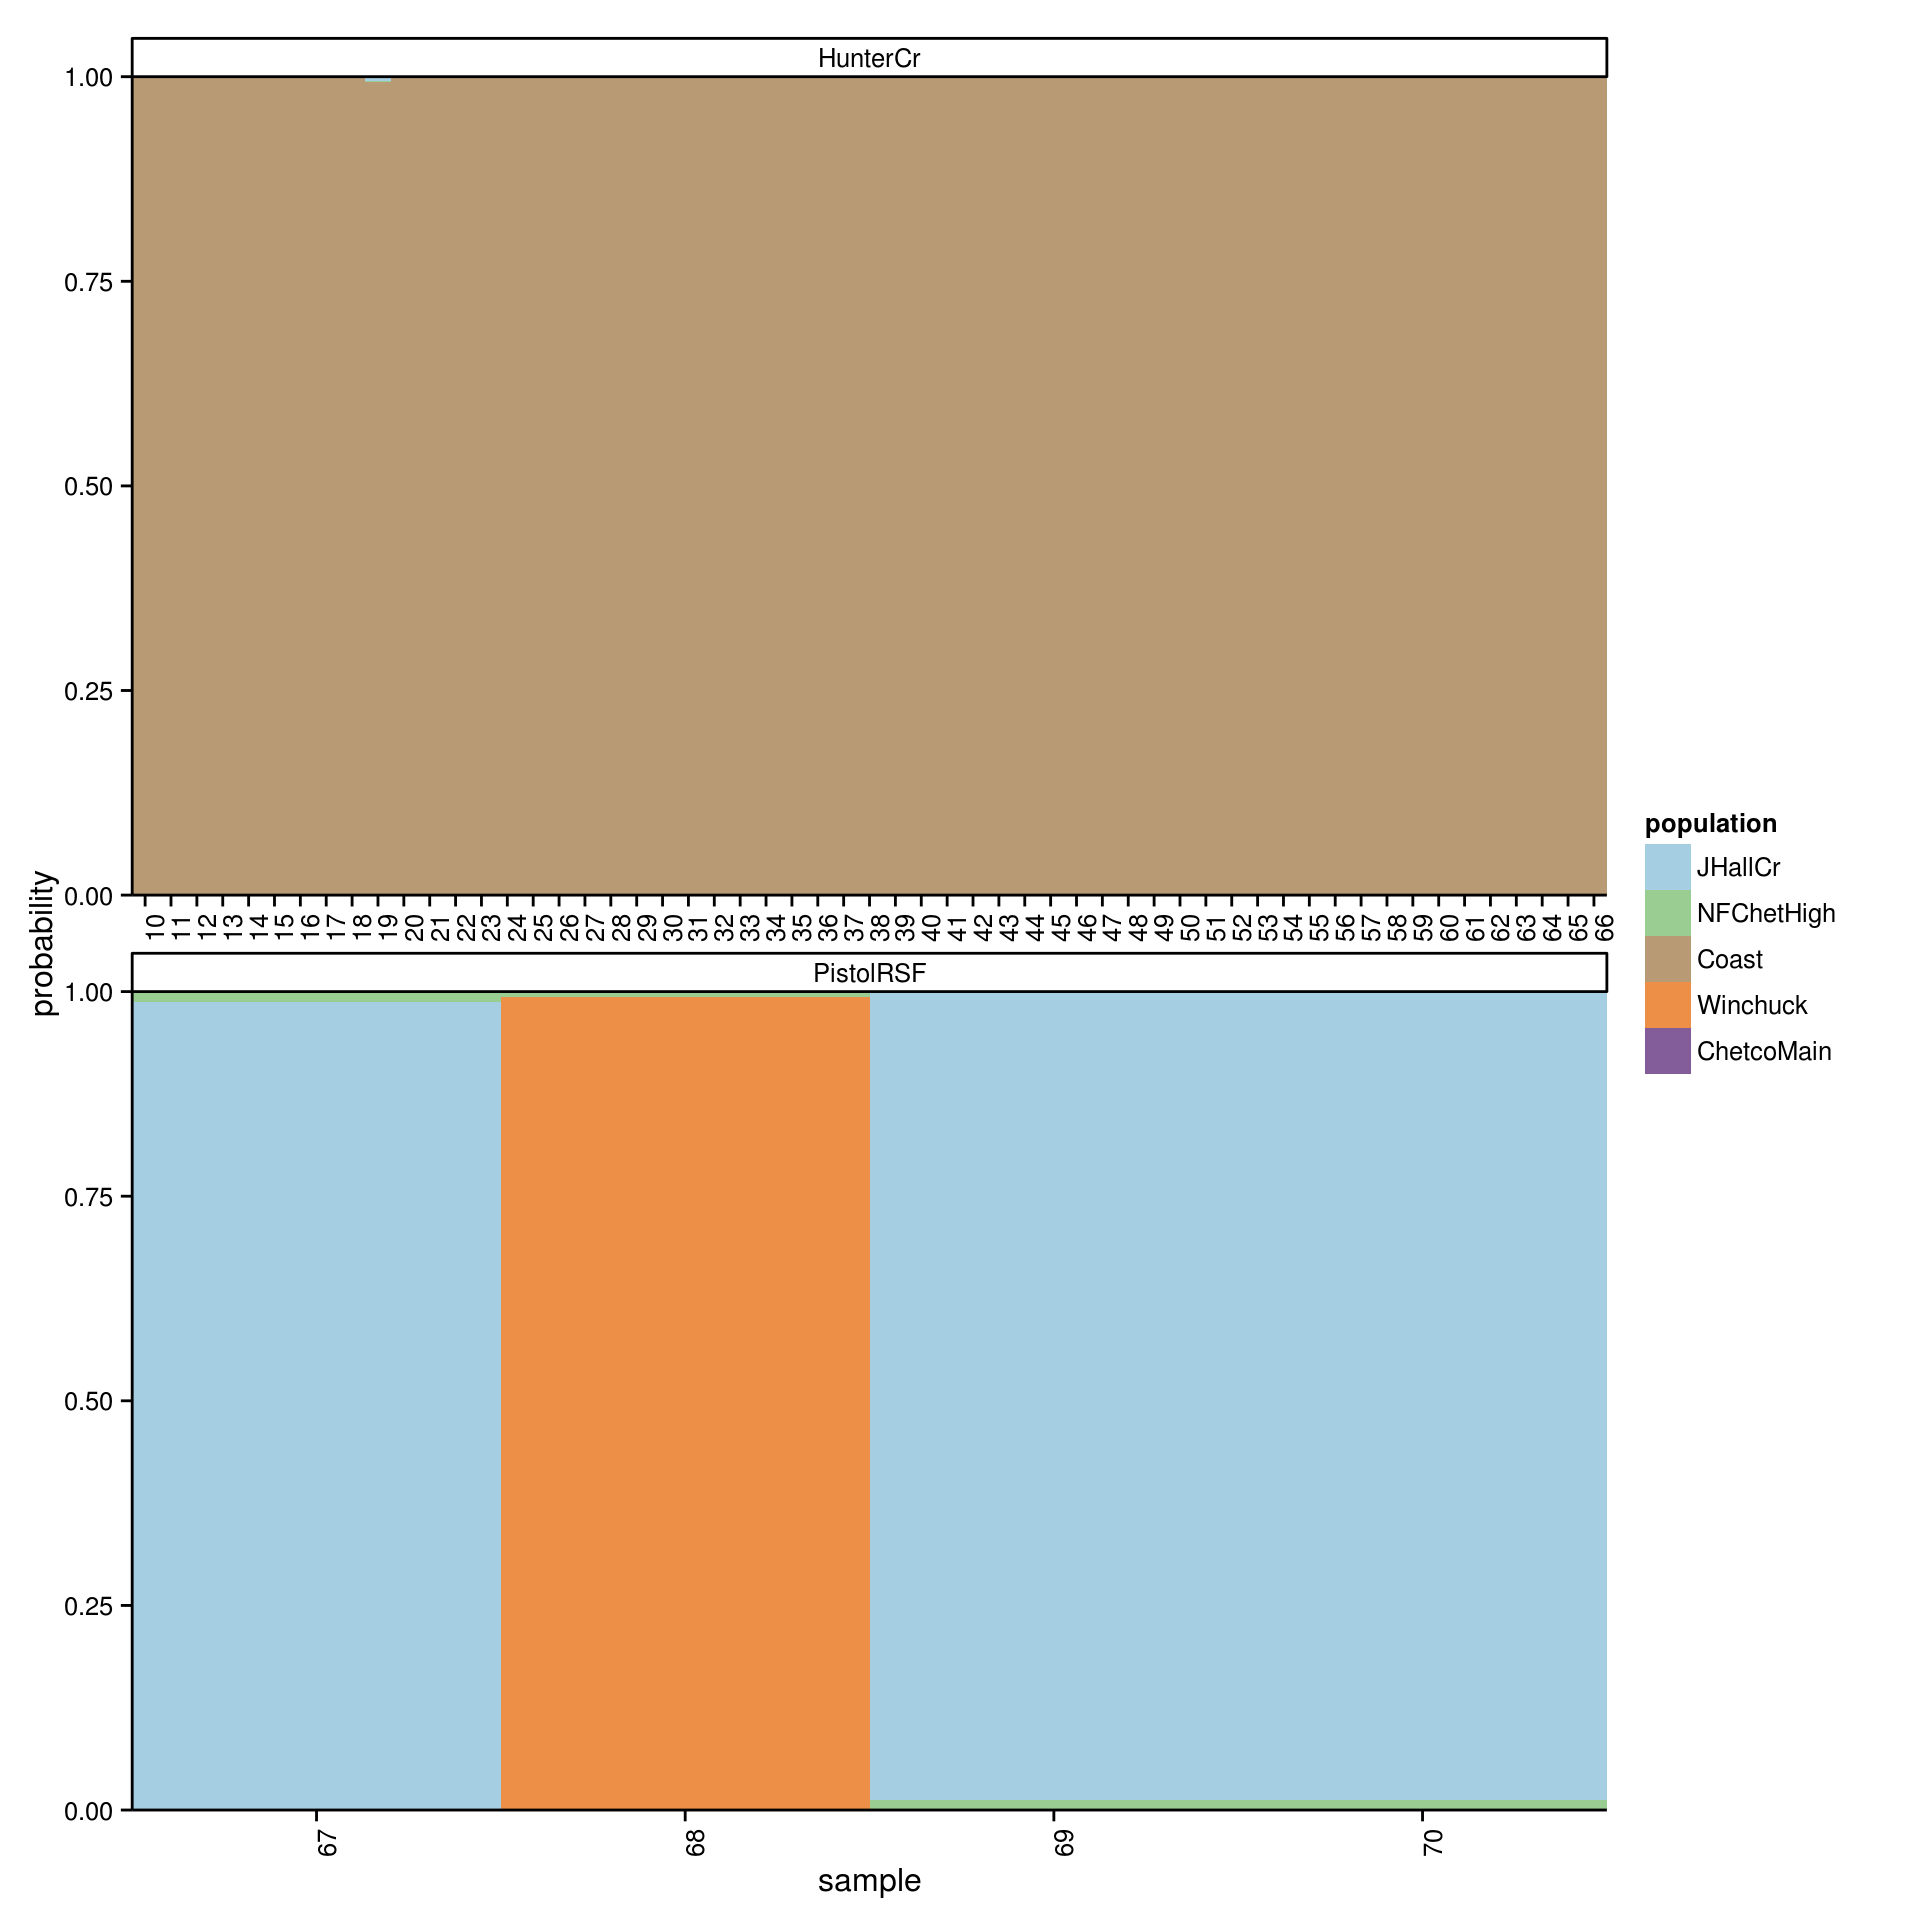 HunterCr
1.00
0.75
0.50
0.25
0.00
10 11 12 13 14 15 16 17 18 19 20 21 22 23 24 25 26 27 28 29 30 31 32 33 34 35 36 37 38 39 40 41 42 43 44 45 46 47 48 49 50 51 52 53 54 55 56 57 58 59 60 61 62 63 64 65 66
probability
PistolRSF
1.00
0.75
0.50
0.25
0.00
67 68 69 70
sample
population
JHallCr
NFChetHigh
Coast
Winchuck
ChetcoMain